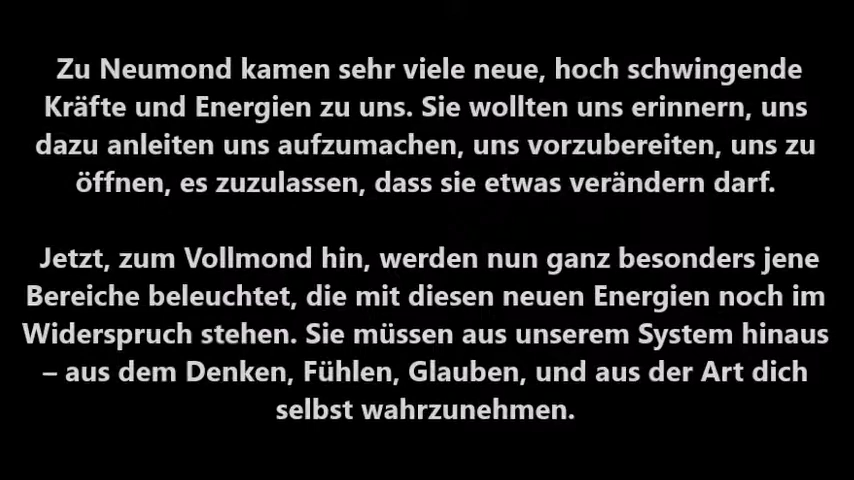 Zu Neumond kamen sehr viele neue, hoch schwingende
Kräfte und Energien zu uns. Sie wollten uns erinnern, uns
dazu anleiten uns aufzumachen, uns vorzubereiten, uns zu
öffnen, es zuzulassen, dass sie etwas verändern darf.
Jetzt, zum Vollmond hin, werden nun ganz besonders jene
Bereiche beleuchtet, die mit diesen neuen Energien noch im
Widerspruch stehen. Sie müssen aus unserem System hinaus
– aus dem Denken, Fühlen, Glauben, und aus der Art dich
selbst wahrzunehmen.